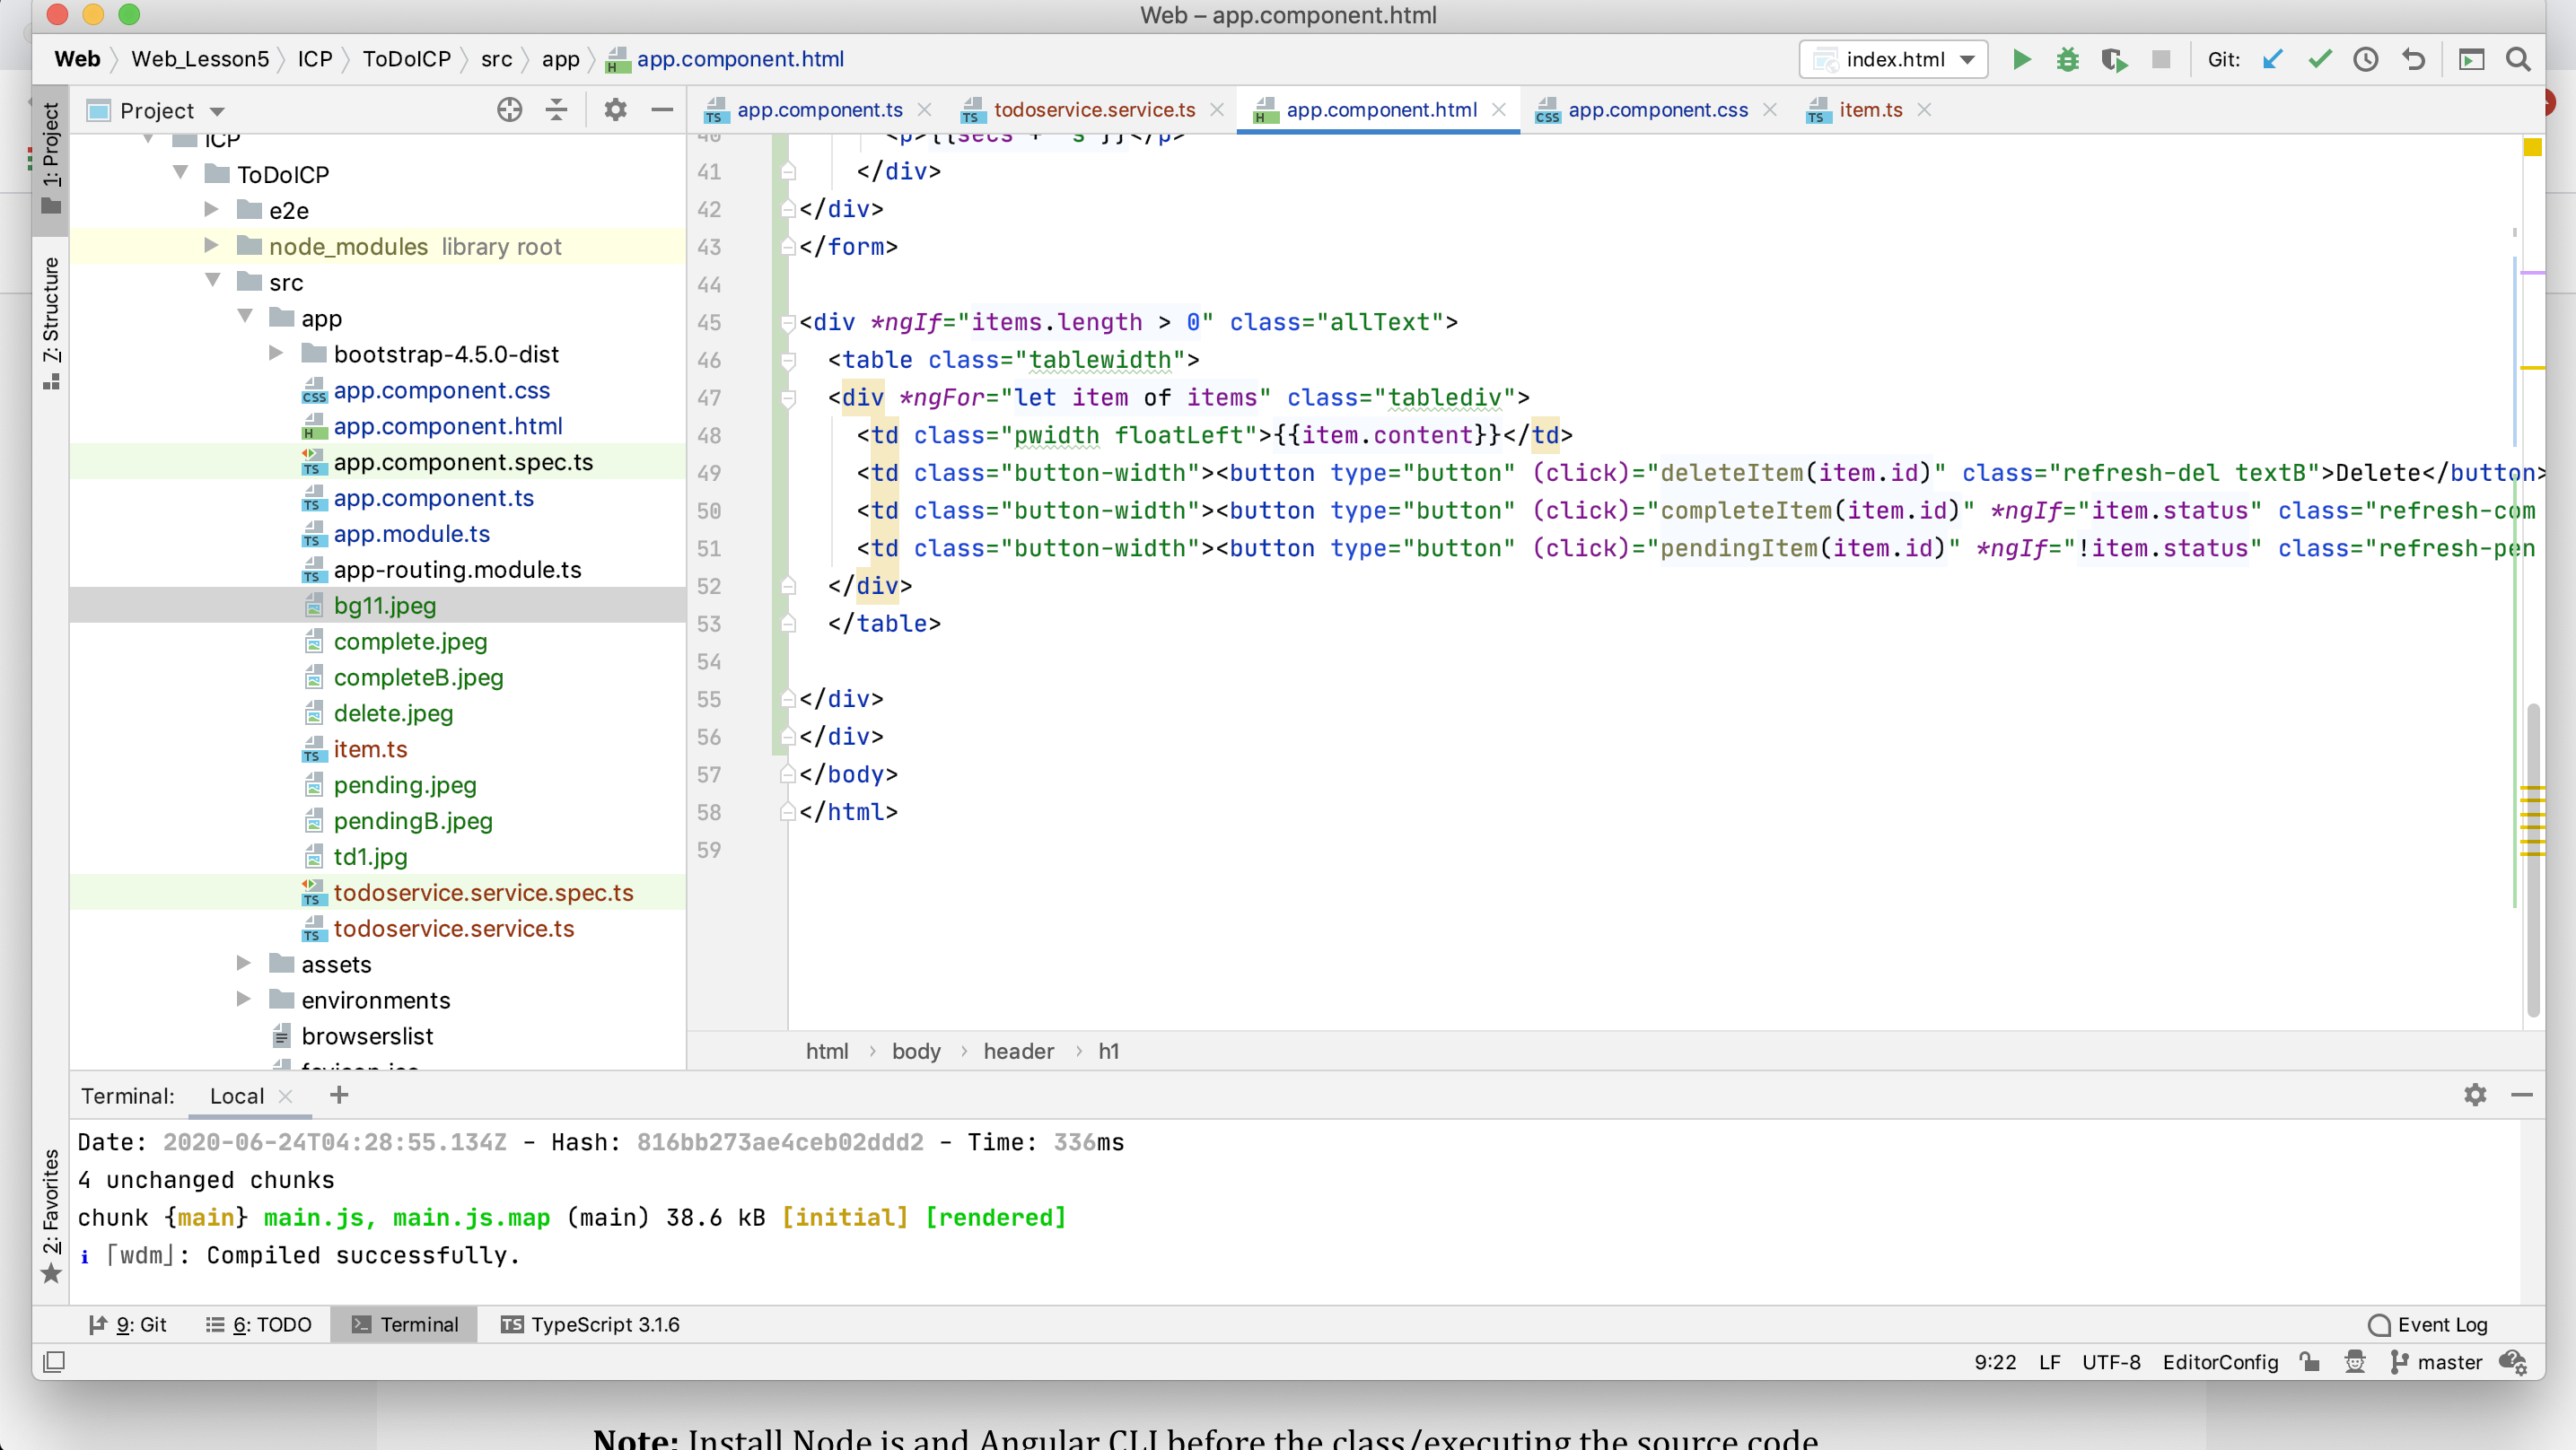 Web – app.component.html
Web Web_Lesson5 ICP ToDoICP src app app.component.html
index.html Git:
1: Project
7: Structure
2: Favorites
Project
ICP
ToDoICP
e2e
node_modules library root
src
app
bootstrap-4.5.0-dist
app.component.css
app.component.html
app.component.spec.ts
app.component.ts
app.module.ts
app-routing.module.ts
bg11.jpeg
complete.jpeg
completeB.jpeg
delete.jpeg
item.ts
pending.jpeg
pendingB.jpeg
td1.jpg
todoservice.service.spec.ts
todoservice.service.ts
assets
environments
browserslist
favicon.ico
app.component.ts todoservice.service.ts app.component.html app.component.css item.ts
40 <p>{{secs + " s"}}</p>
41 </div>
42 </div>
43 </form>
44
45 <div *ngIf="items.length > 0" class="allText">
46 <table class="tablewidth">
47 <div *ngFor="let item of items" class="tablediv">
48 <td class="pwidth floatLeft">{{item.content}}</td>
49 <td class="button-width"><button type="button" (click)="deleteItem(item.id)" class="refresh-del textB">Delete</button>
50 <td class="button-width"><button type="button" (click)="completeItem(item.id)" *ngIf="item.status" class="refresh-com
51 <td class="button-width"><button type="button" (click)="pendingItem(item.id)" *ngIf="!item.status" class="refresh-pen
52 </div>
53 </table>
54
55 </div>
56 </div>
57 </body>
58 </html>
59
html body header h1
Terminal: Local
Date: 2020-06-24T04:28:55.134Z - Hash: 816bb273ae4ceb02ddd2 - Time: 336ms
4 unchanged chunks
chunk {main} main.js, main.js.map (main) 38.6 kB [initial] [rendered]
i ｢wdm｣: Compiled successfully.
9: Git 6: TODO Terminal TypeScript 3.1.6 Event Log
9:22 LF UTF-8 EditorConfig master
Note: Install Node js and Angular CLI before the class/executing the source code